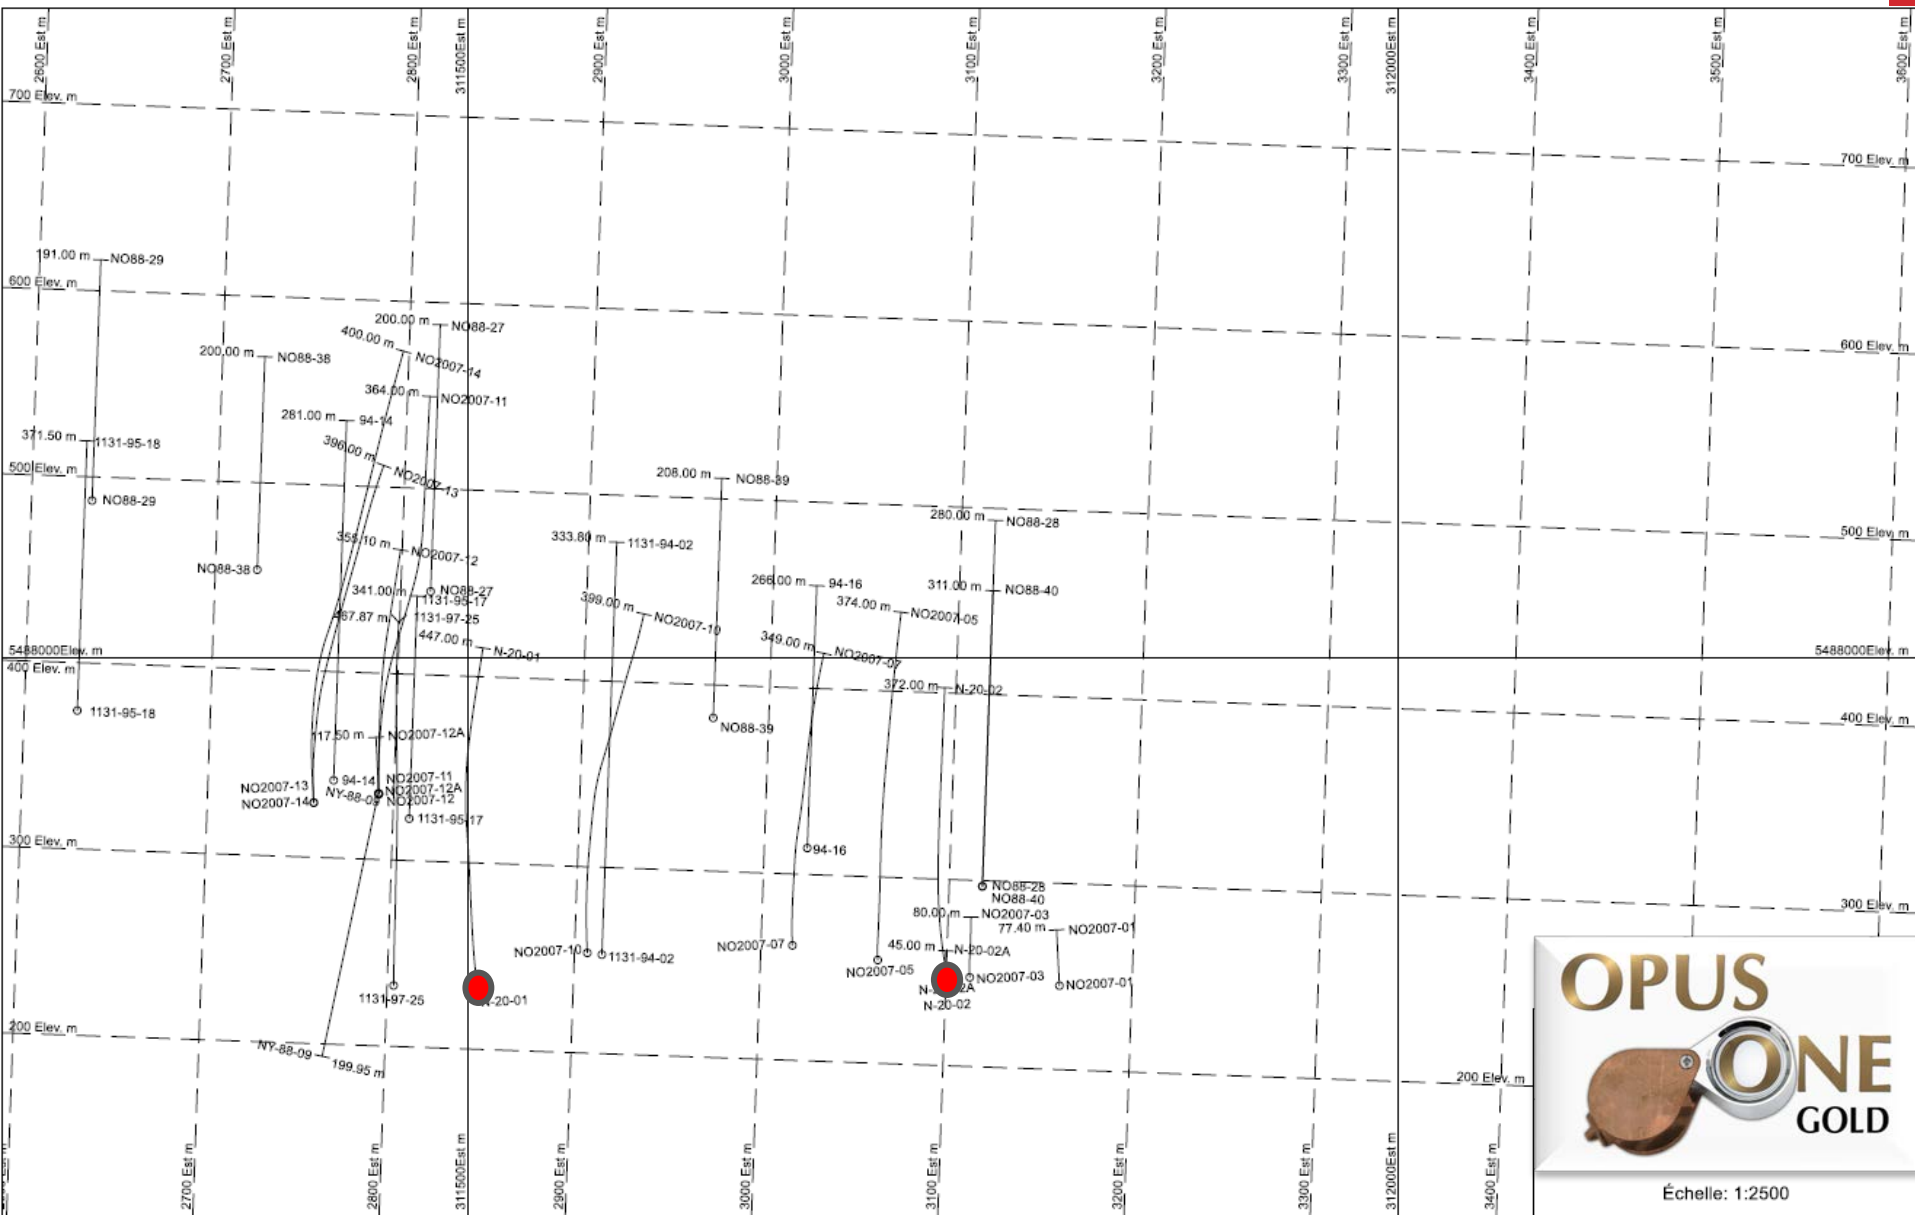 2600 Est m
2700 Est m
2800 Est m
311500Est m
2900 Est m
3000 Est m
3100 Est m
3200 Est m
3300 Est m
312000Est m
3400 Est m
3500 Est m
3600 Est m
700 Elev. m
700 Elev. m
191.00 m
NO88-29
600 Elev. m
600 Elev. m
200.00 m
NO88-27
400.00 m
NO2007-14
200.00 m
NO88-38
364.00 m
NO2007-11
281.00 m
94-14
371.50 m
1131-95-18
396.00 m
NO2007-13
500 Elev. m
500 Elev. m
208.00 m
NO88-39
NO88-29
280.00 m
NO88-28
355.10 m
NO2007-12
333.80 m
1131-94-02
NO88-38
266.00 m
94-16
311.00 m
NO88-40
341.00 m
NO88-27
1131-95-17
399.00 m
NO2007-10
374.00 m
NO2007-05
467.87 m
1131-97-25
447.00 m
N-20-01
349.00 m
NO2007-07
5488000Elev. m
5488000Elev. m
400 Elev. m
372.00 m
N-20-02
1131-95-18
400 Elev. m
NO88-39
117.50 m
NO2007-12A
NO2007-13
94-14
NO2007-11
NO2007-14
NY-88-09
NO2007-12A
NO2007-12
1131-95-17
300 Elev. m
94-16
NO88-28
NO88-40
300 Elev. m
80.00 m
NO2007-03
77.40 m
NO2007-01
NO2007-10
1131-94-02
NO2007-07
45.00 m
N-20-02A
NO2007-05
NO2007-03
NO2007-01
1131-97-25
N-20-01
N-20-02
200 Elev. m
NY-88-09
199.95 m
200 Elev. m
OPUS
ONE
GOLD
2700 Est m
2800 Est m
311500Est m
2900 Est m
3000 Est m
3100 Est m
3200 Est m
3300 Est m
312000Est m
3400 Est m
Échelle: 1:2500